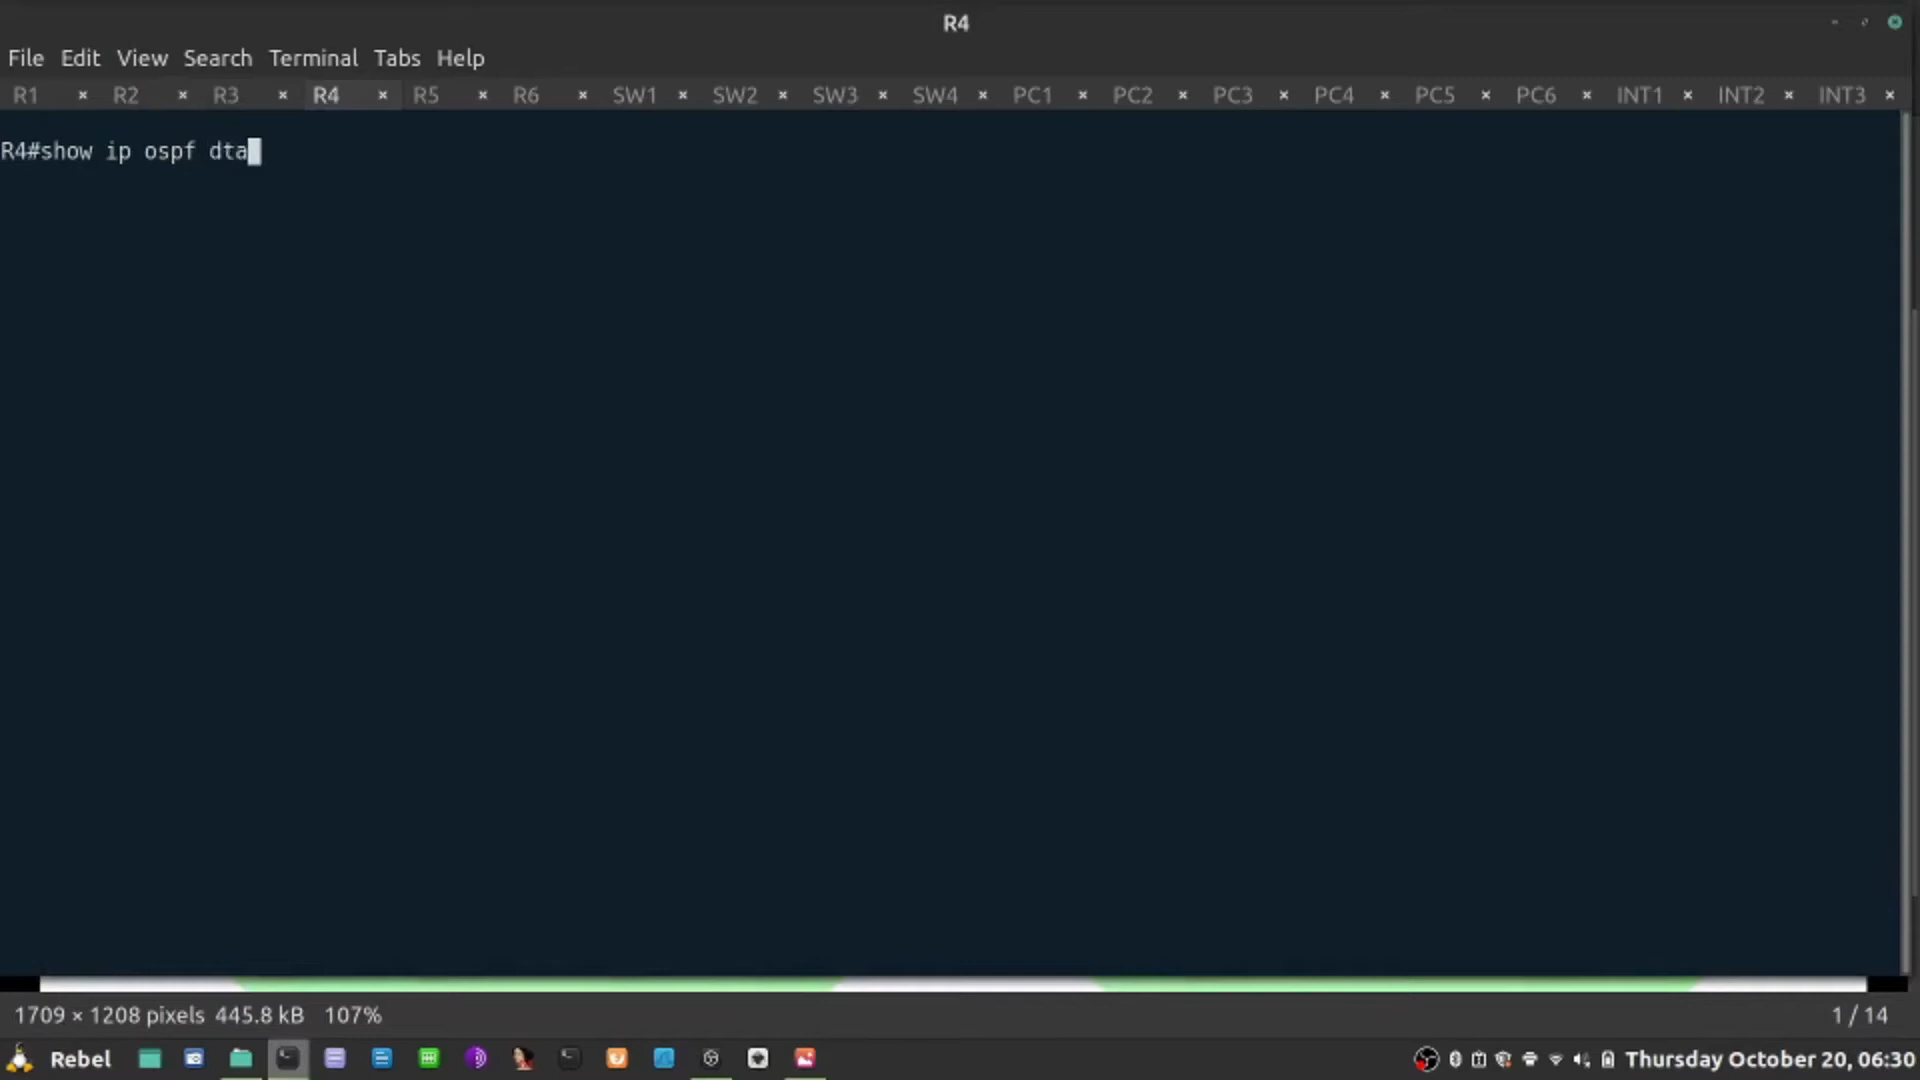 R4
File Edit View Search Terminal Tabs Help
R1 × R2 × R3 × R4 × R5 × R6 × SW1 × SW2 × SW3 × SW4 × PC1 × PC2 × PC3 × PC4 × PC5 × PC6 × INT1 × INT2 × INT3 ×
R4#show ip ospf dta
1709 × 1208 pixels 445.8 kB 107% 1 / 14
Rebel Thursday October 20, 06:30